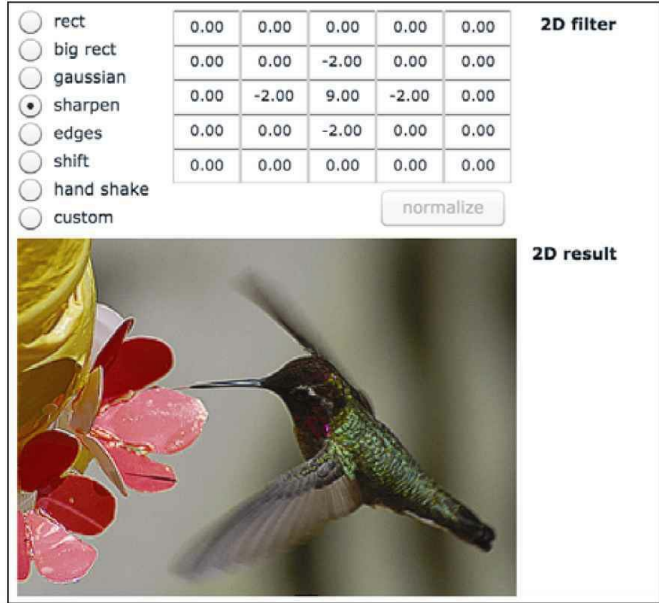 rect
big rect
gaussian
sharpen
edges
shift
hand shake
custom
0.00 0.00 0.00 0.00 0.00
0.00 0.00 -2.00 0.00 0.00
0.00 -2.00 9.00 -2.00 0.00
0.00 0.00 -2.00 0.00 0.00
0.00 0.00 0.00 0.00 0.00
normalize
2D filter
2D result